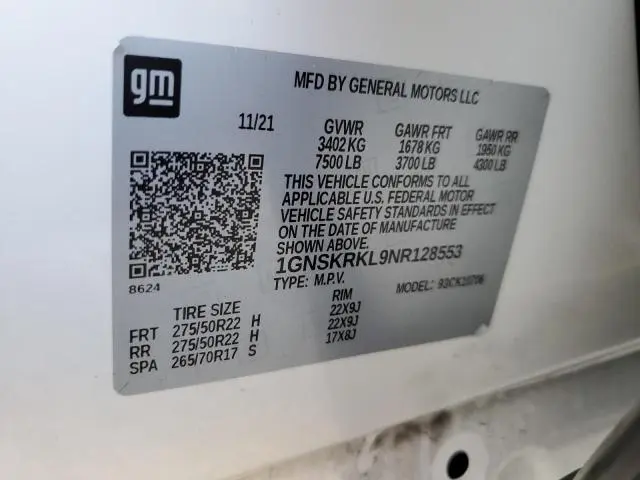 gm
MFD BY GENERAL MOTORS LLC
11/21 GVWR GAWR FRT GAWR RR
3402 KG 1678 KG 1950 KG
7500 LB 3700 LB 4300 LB
THIS VEHICLE CONFORMS TO ALL
APPLICABLE U.S. FEDERAL MOTOR
VEHICLE SAFETY STANDARDS IN EFFECT
ON THE DATE OF MANUFACTURE
SHOWN ABOVE.
1GNSKRKL9NR128553
8624 TYPE: M.P.V. MODEL: 93CK10706
TIRE SIZE RIM
FRT 275/50R22 H 22X9J
RR 275/50R22 H 22X9J
SPA 265/70R17 S 17X8J